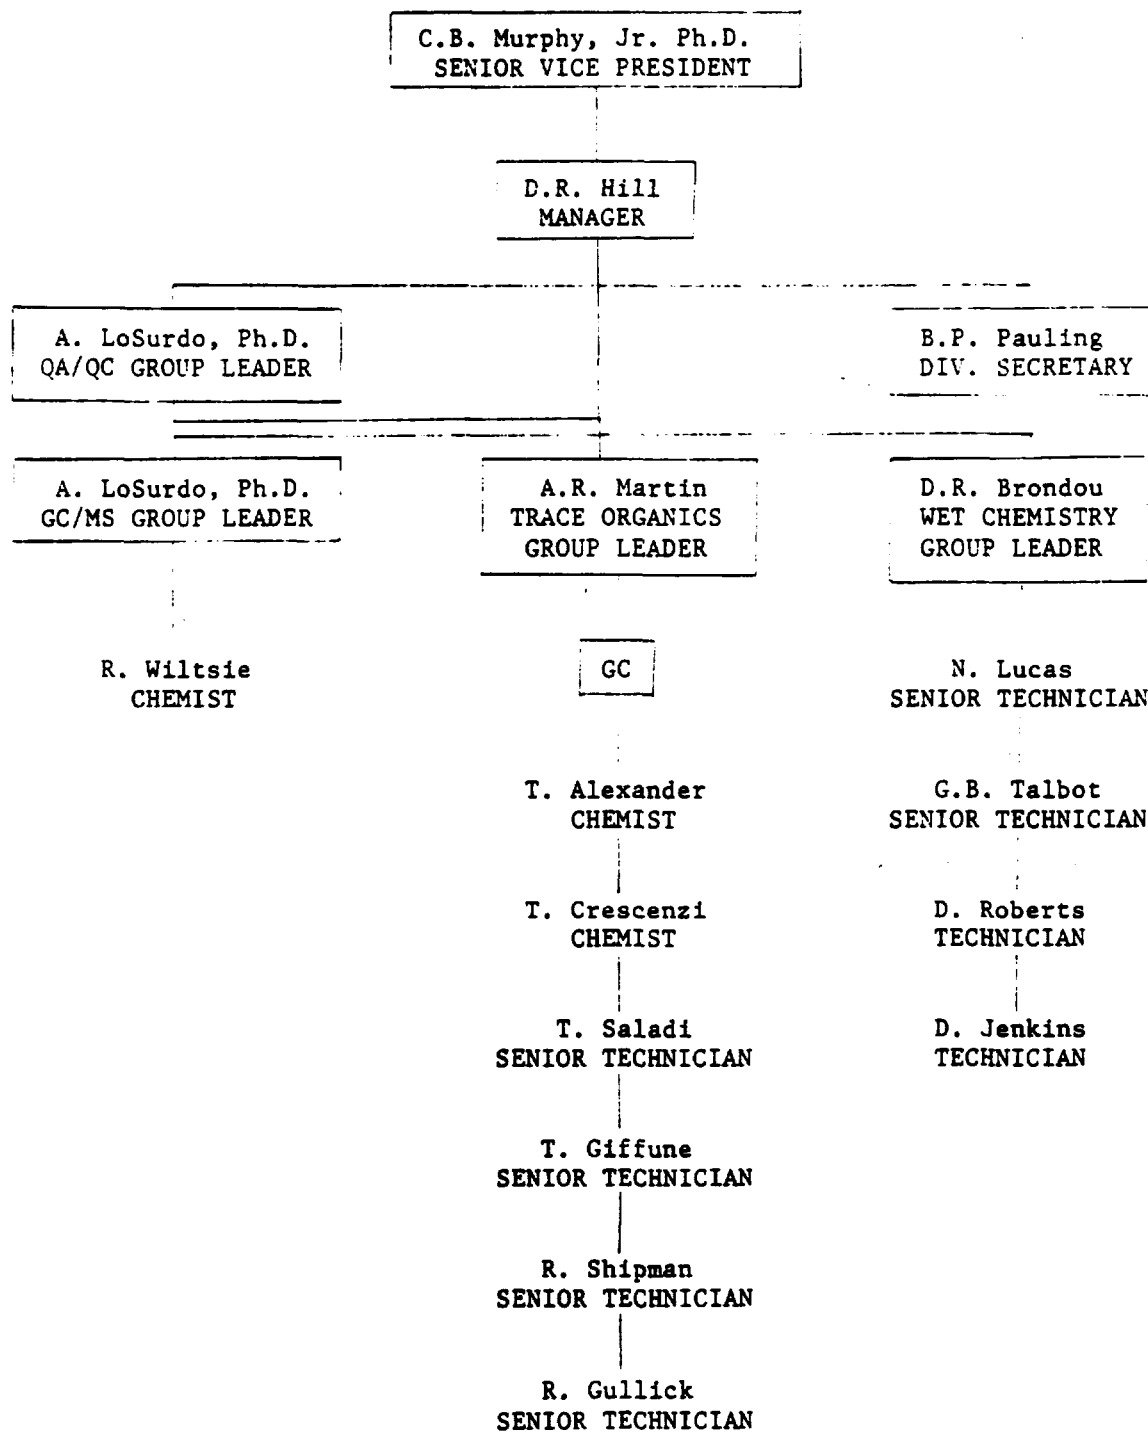 C.B. Murphy, Jr. Ph.D.
SENIOR VICE PRESIDENT
D.R. Hill
MANAGER
A. LoSurdo, Ph.D.
QA/QC GROUP LEADER
B.P. Pauling
DIV. SECRETARY
A. LoSurdo, Ph.D.
GC/MS GROUP LEADER
A.R. Martin
TRACE ORGANICS
GROUP LEADER
D.R. Brondou
WET CHEMISTRY
GROUP LEADER
R. Wiltsie
CHEMIST
GC
N. Lucas
SENIOR TECHNICIAN
T. Alexander
CHEMIST
G.B. Talbot
SENIOR TECHNICIAN
T. Crescenzi
CHEMIST
D. Roberts
TECHNICIAN
T. Saladi
SENIOR TECHNICIAN
D. Jenkins
TECHNICIAN
T. Giffune
SENIOR TECHNICIAN
R. Shipman
SENIOR TECHNICIAN
R. Gullick
SENIOR TECHNICIAN